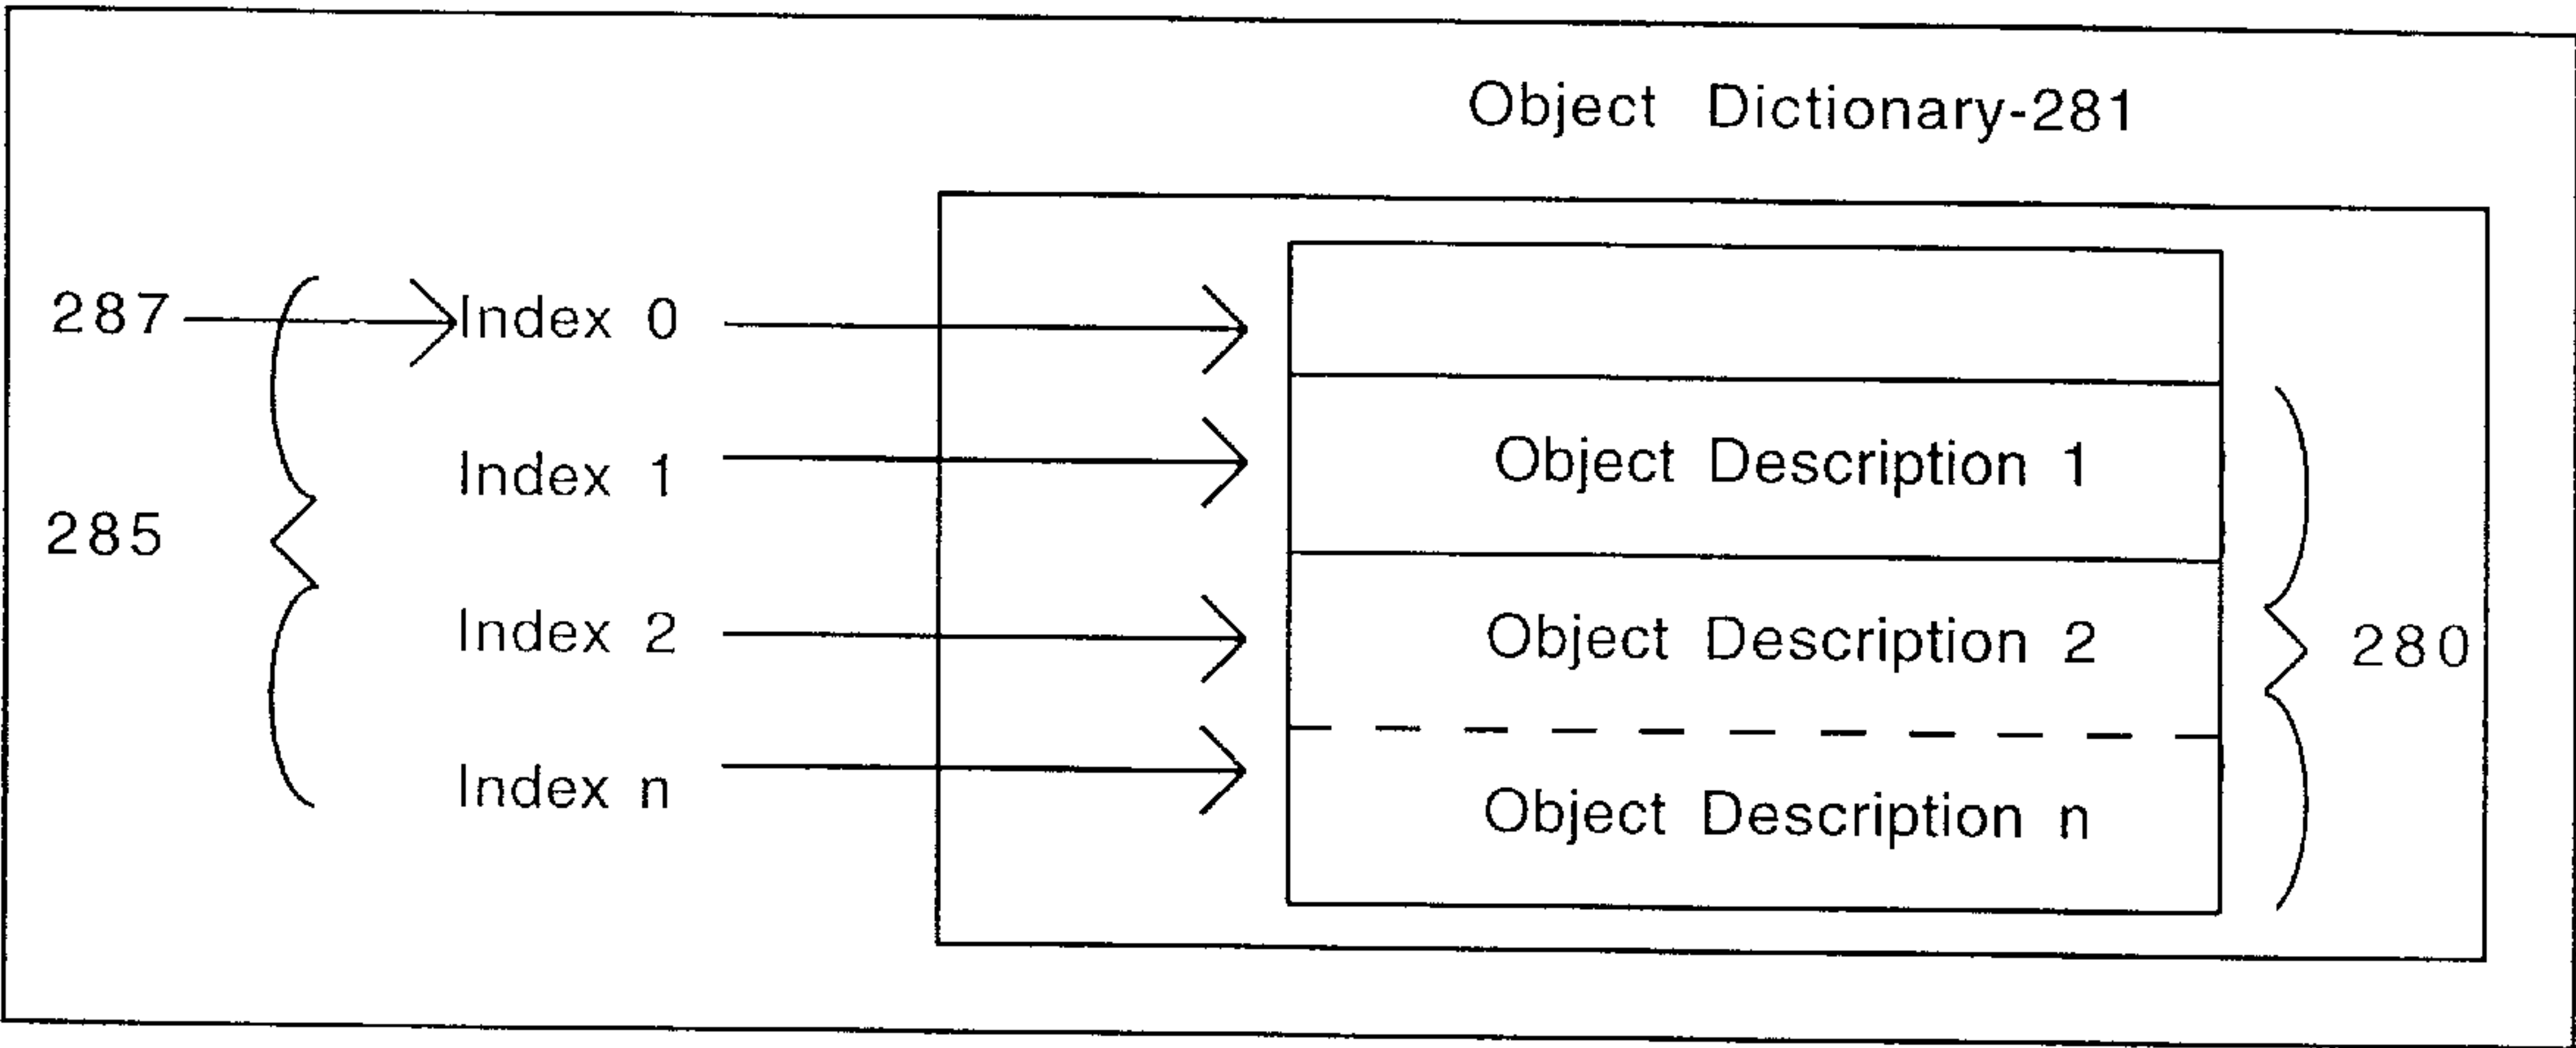 Object Dictionary-281
287 Index 0
Index 1 Object Description 1
285
Index 2 Object Description 2 280
Index n Object Description n